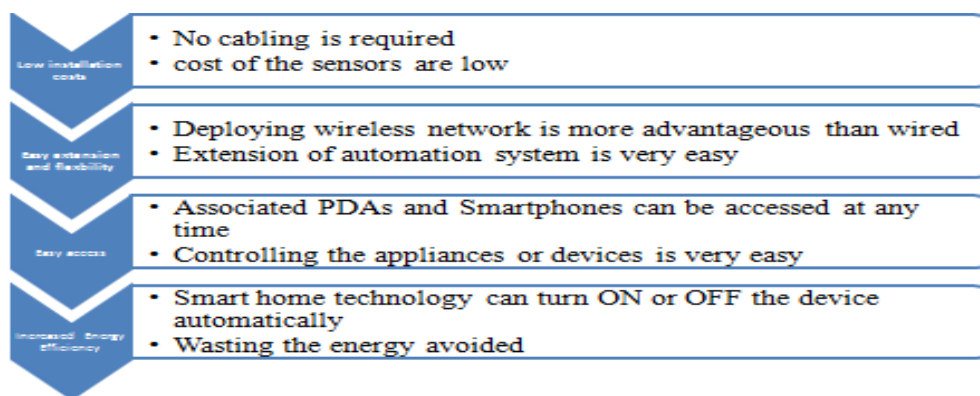 Low installation
costs
• No cabling is required
• cost of the sensors are low
Easy extension
and flexibility
• Deploying wireless network is more advantageous than wired
• Extension of automation system is very easy
Easy access
• Associated PDAs and Smartphones can be accessed at any
time
• Controlling the appliances or devices is very easy
Increased Energy
Efficiency
• Smart home technology can turn ON or OFF the device
automatically
• Wasting the energy avoided